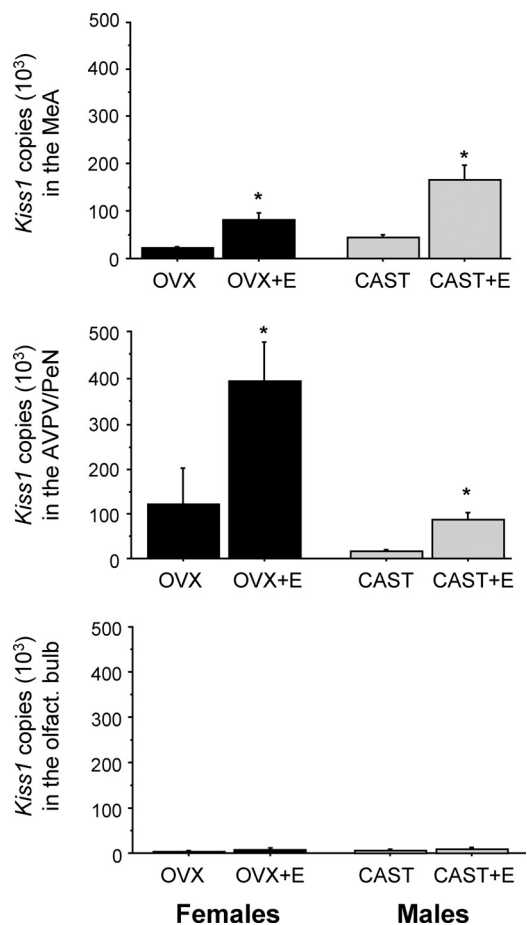 500
400
300
200
100
0
Kiss1 copies (10³)
in the MeA
*
*
OVX
OVX+E
CAST
CAST+E
500
400
300
200
100
0
Kiss1 copies (10³)
in the AVPV/PeN
*
*
OVX
OVX+E
CAST
CAST+E
500
400
300
200
100
0
Kiss1 copies (10³)
in the olfact. bulb
OVX
OVX+E
CAST
CAST+E
Females
Males